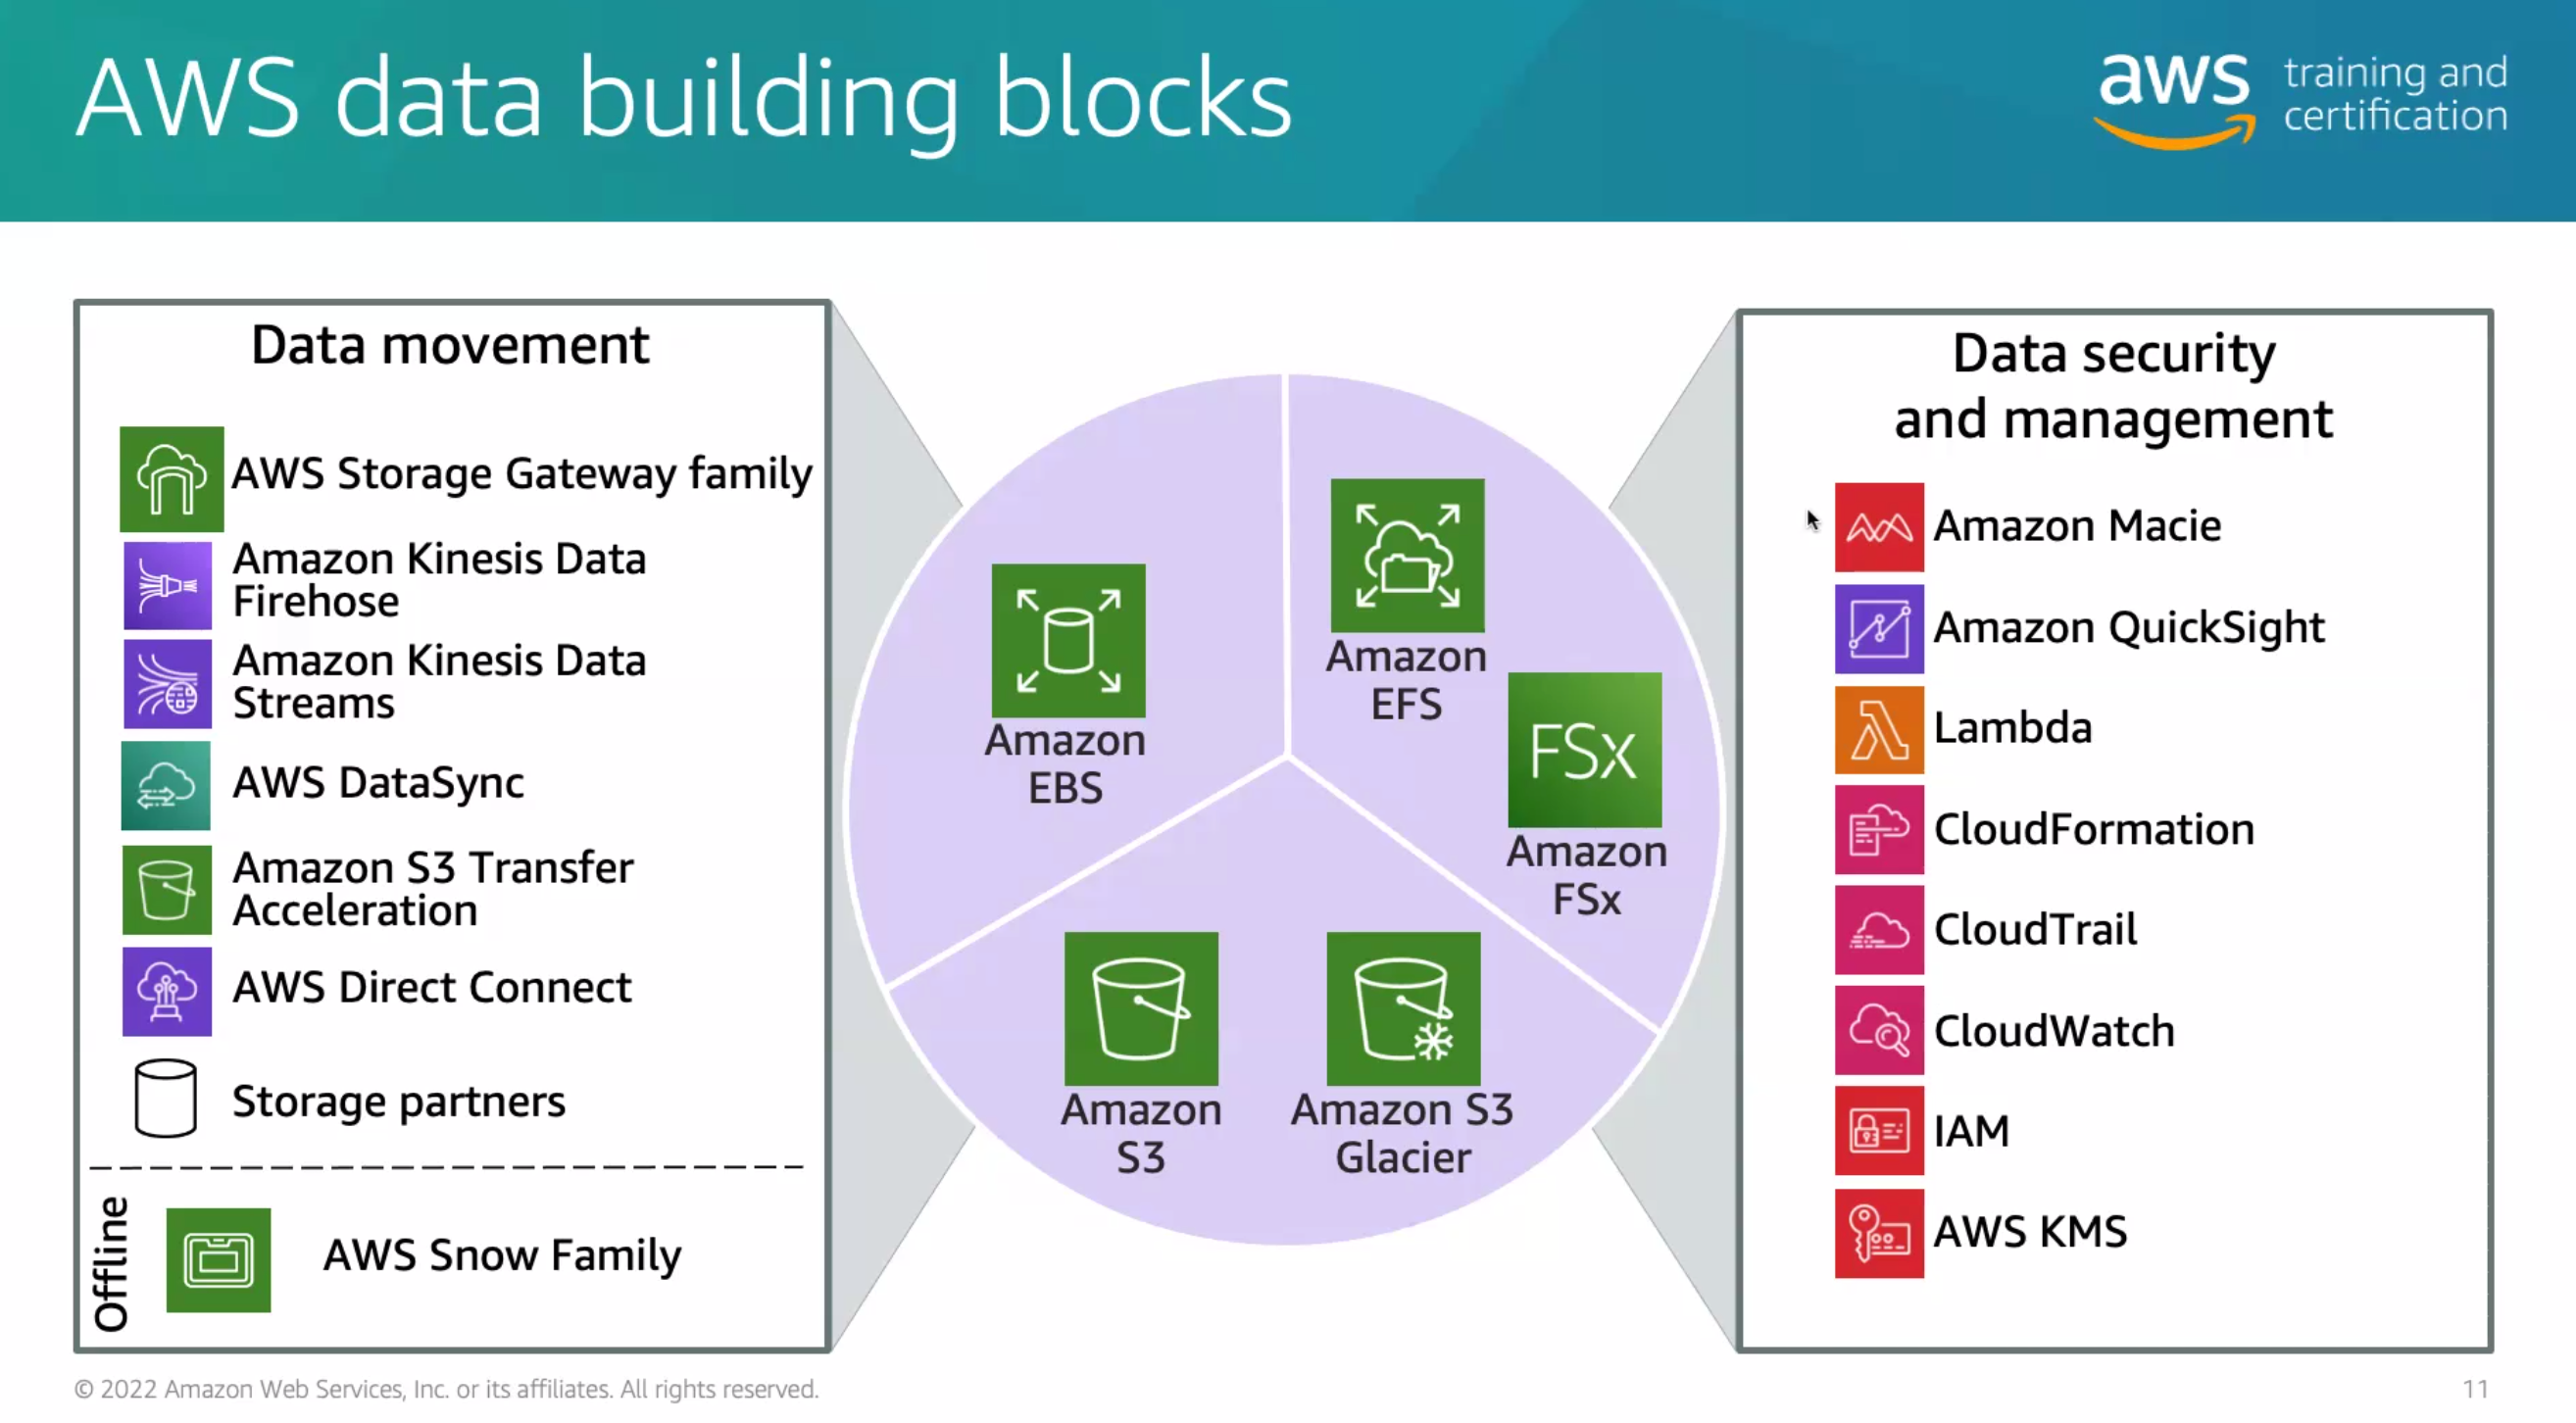 AWS data building blocks
aws
training and
certification
Data movement
AWS Storage Gateway family
Amazon Kinesis Data
Firehose
Amazon Kinesis Data
Streams
AWS DataSync
Amazon S3 Transfer
Acceleration
AWS Direct Connect
Storage partners
Offline
AWS Snow Family
Amazon
EBS
Amazon
EFS
FSx
Amazon
FSx
Amazon
S3
Amazon S3
Glacier
Data security
and management
Amazon Macie
Amazon QuickSight
Lambda
CloudFormation
CloudTrail
CloudWatch
IAM
AWS KMS
© 2022 Amazon Web Services, Inc. or its affiliates. All rights reserved.
11